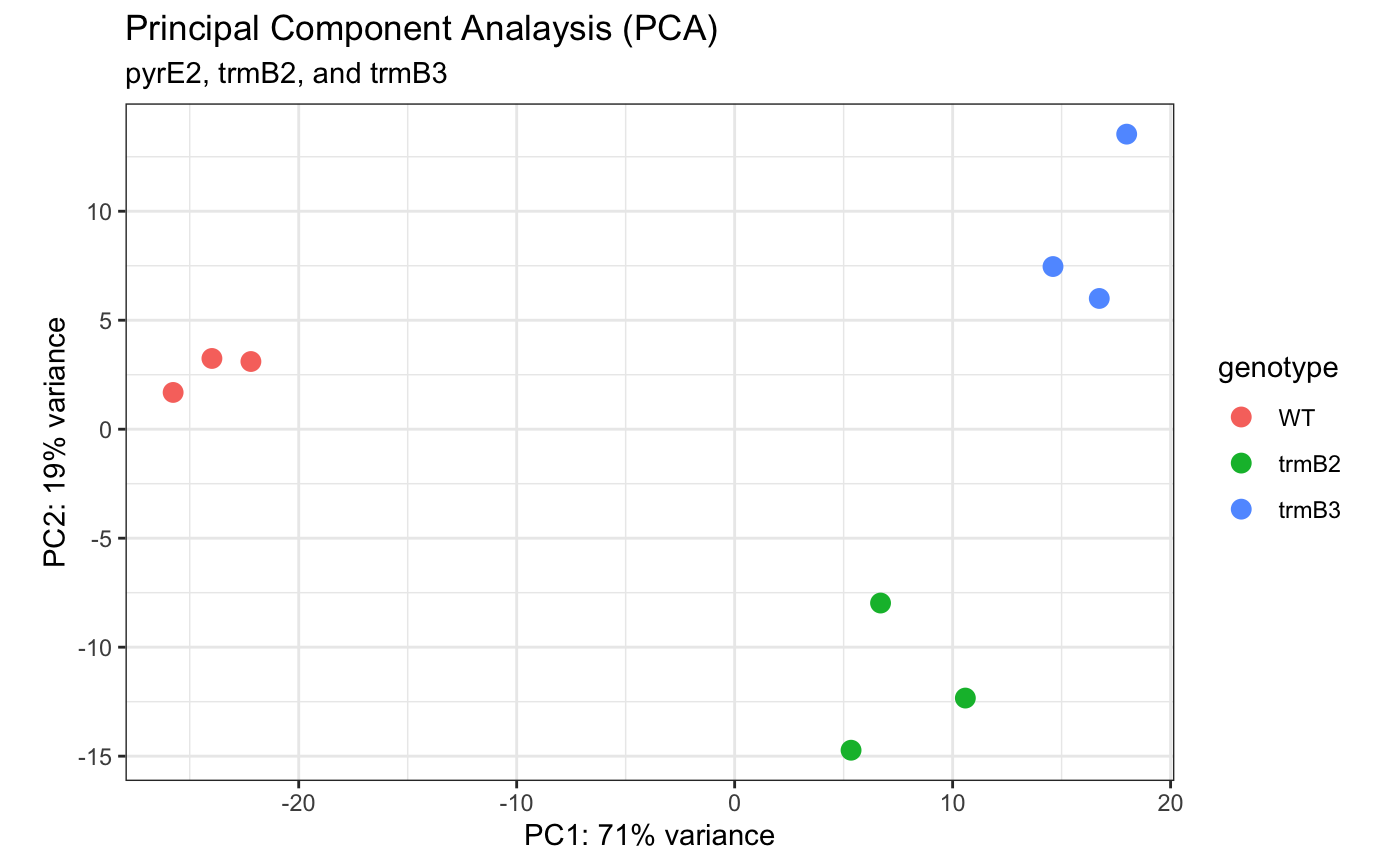 Principal Component Analaysis (PCA)
pyrE2, trmB2, and trmB3
10
5
0
-5
-10
-15
PC2: 19% variance
-20
-10
0
10
20
PC1: 71% variance
genotype
WT
trmB2
trmB3